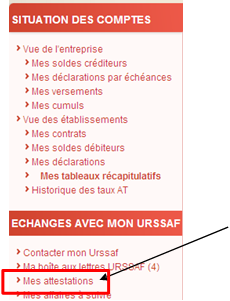 SITUATION DES COMPTES
Vue de l'entreprise
Mes soldes créditeurs
Mes déclarations par échéances
Mes versements
Mes cumuls
Vue des établissements
Mes contrats
Mes soldes débiteurs
Mes déclarations
Mes tableaux récapitulatifs
Historique des taux AT
ECHANGES AVEC MON URSSAF
Contacter mon Urssaf
Ma boîte aux lettres URSSAF (4)
Mes attestations
Mes affaires à suivre